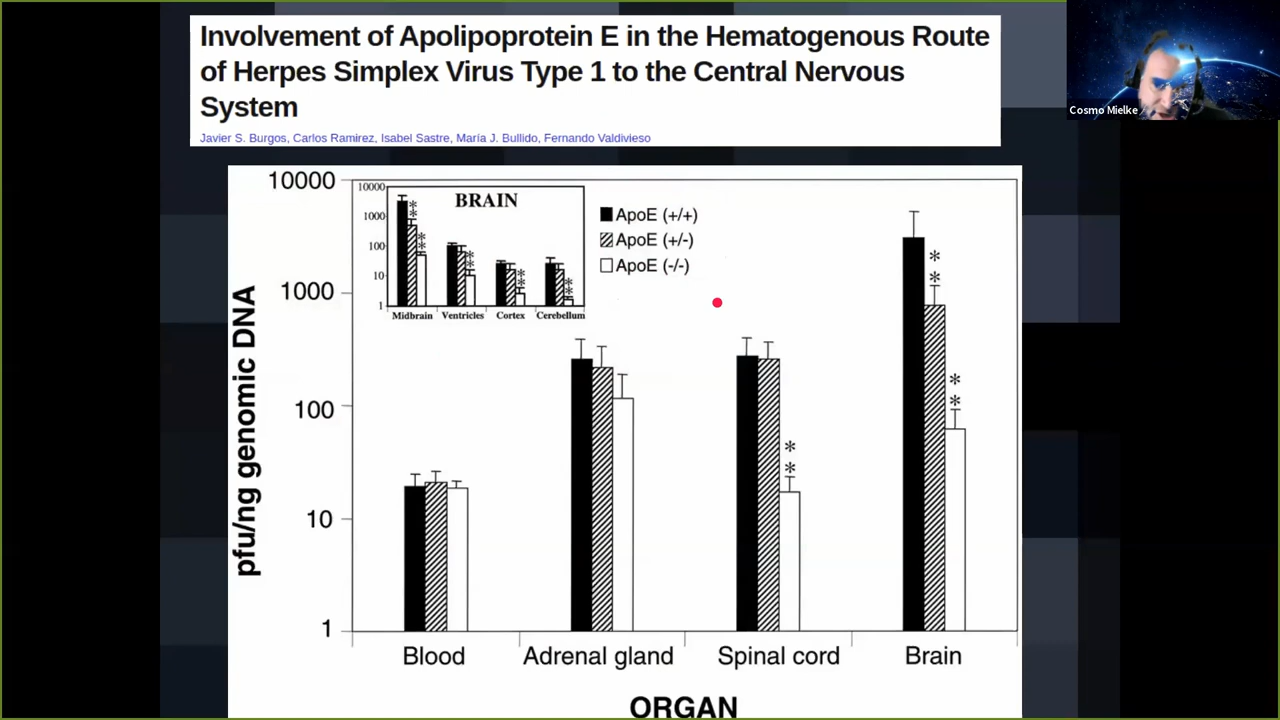 Involvement of Apolipoprotein E in the Hematogenous Route
of Herpes Simplex Virus Type 1 to the Central Nervous
System
Javier S. Burgos, Carlos Ramirez, Isabel Sastre, María J. Bullido, Fernando Valdivieso
Cosmo Mielke
pfu/ng genomic DNA
10000
1000
100
10
1
BRAIN
10000
1000
100
10
1
Midbrain Ventricles Cortex Cerebellum
** ** ** ** **
ApoE (+/+)
ApoE (+/-)
ApoE (-/-)
** ** **
Blood Adrenal gland Spinal cord Brain
ORGAN